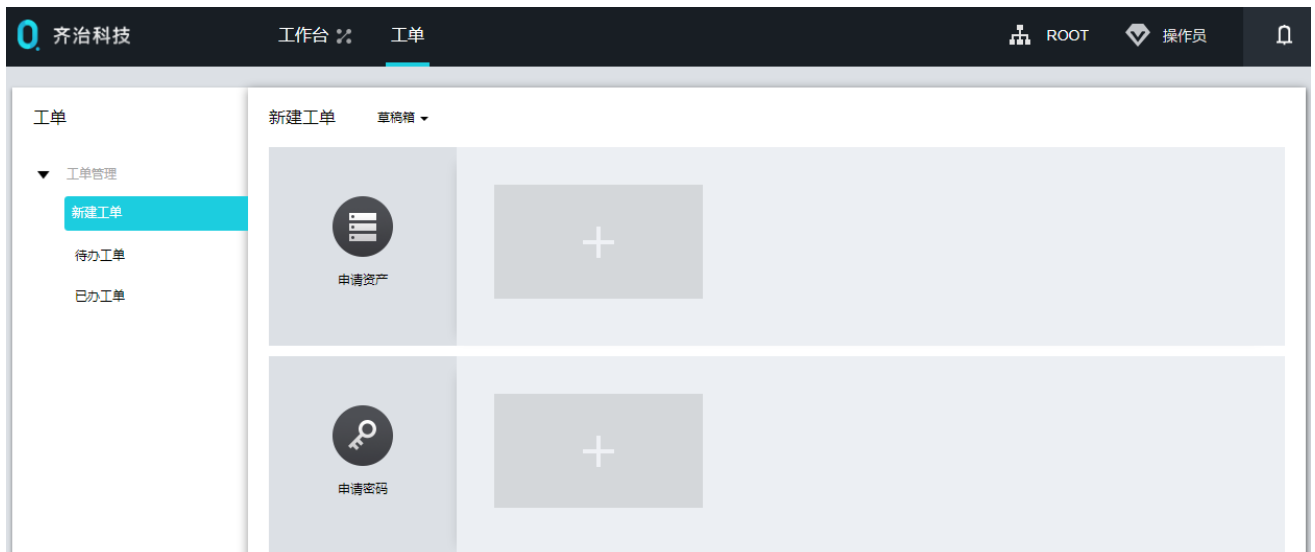 齐治科技 工作台 工单 ROOT 操作员
工单
新建工单 草稿箱
工单管理
新建工单
待办工单
已办工单
申请资产
申请密码